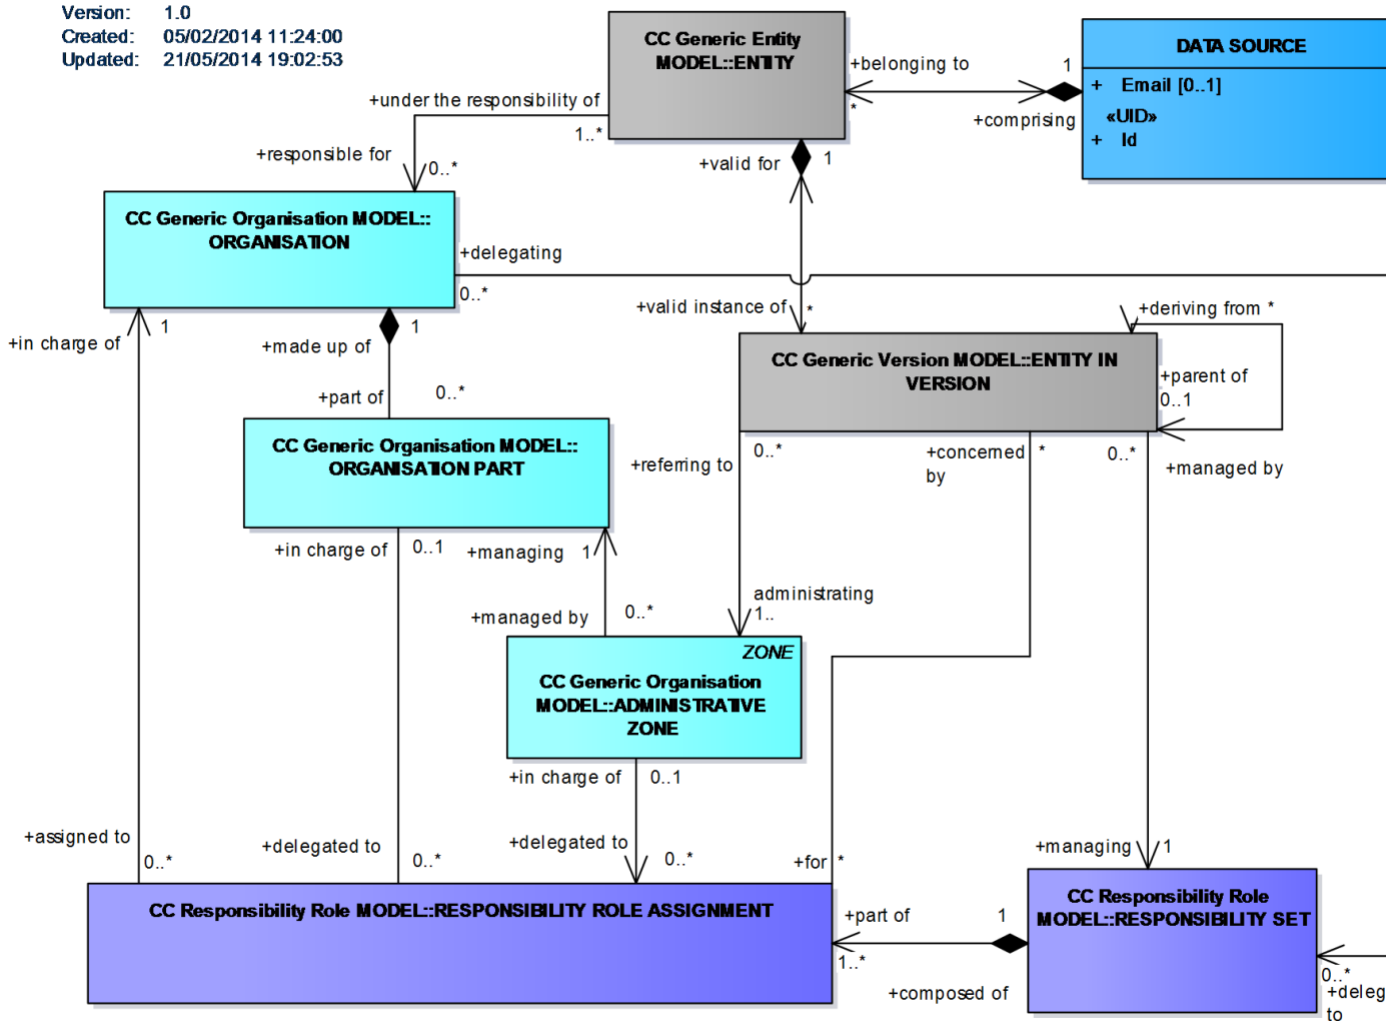 Version: 1.0
Created: 05/02/2014 11:24:00
Updated: 21/05/2014 19:02:53
CC Generic Entity
MODEL::ENTITY
DATA SOURCE
+ Email [0..1]
«UID»
+ Id
+belonging to
*
1
+comprising
+under the responsibility of
1..*
+responsible for
0..*
+valid for
1
CC Generic Organisation MODEL::
ORGANISATION
+delegating
0..*
+valid instance of
*
+deriving from *
+in charge of
1
1
+made up of
CC Generic Version MODEL::ENTITY IN
VERSION
+parent of
0..1
+part of
0..*
CC Generic Organisation MODEL::
ORGANISATION PART
+referring to
0..*
+concerned
by
*
0..*
+managed by
+in charge of
0..1
+managing
1
+managed by
0..*
administrating
1..
ZONE
CC Generic Organisation
MODEL::ADMINISTRATIVE
ZONE
+in charge of
0..1
+assigned to
0..*
+delegated to
0..*
+delegated to
0..*
+for
*
+managing
1
CC Responsibility Role MODEL::RESPONSIBILITY ROLE ASSIGNMENT
+part of
1
1..*
+composed of
CC Responsibility Role
MODEL::RESPONSIBILITY SET
0..*
+deleg
to